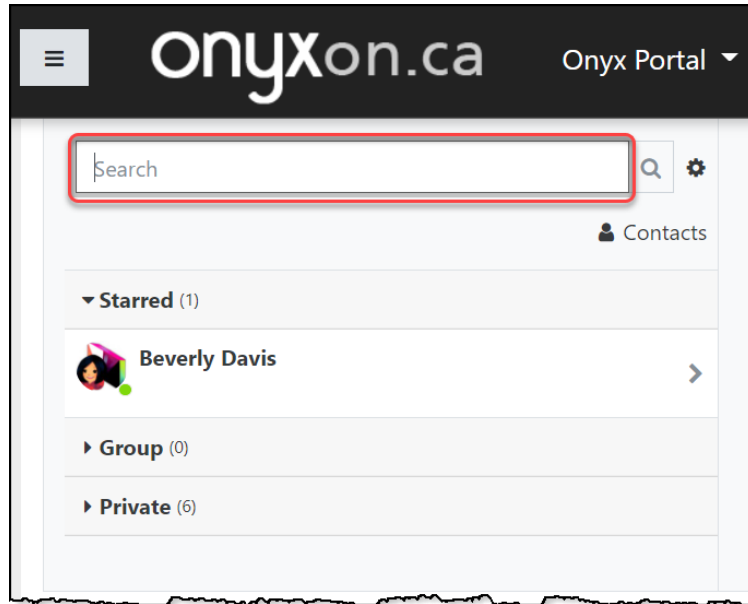 onyxon.ca Onyx Portal
Search
Contacts
Starred (1)
Beverly Davis
Group (0)
Private (6)